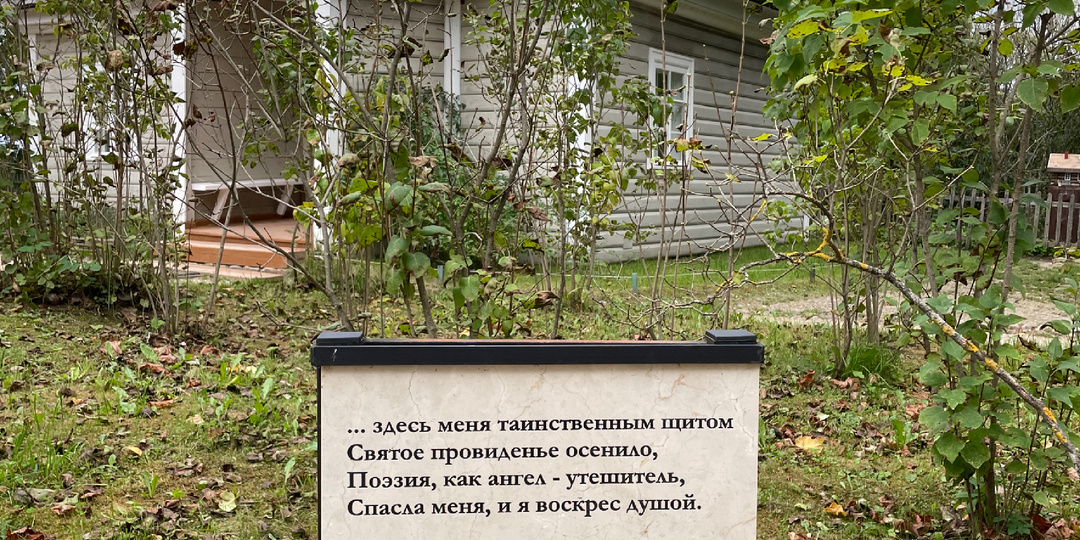 ... здесь меня таинственным щитом
Святое провиденье осенило,
Поэзия, как ангел - утешитель,
Спасла меня, и я воскрес душой.